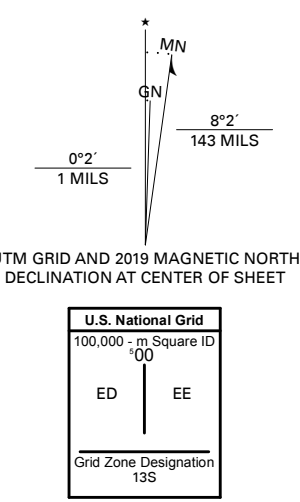 ★
MN
GN
8°2´
143 MILS
0°2´
1 MILS
UTM GRID AND 2019 MAGNETIC NORTH
DECLINATION AT CENTER OF SHEET
U.S. National Grid
100,000 - m Square ID
⁵00
ED EE
Grid Zone Designation
13S